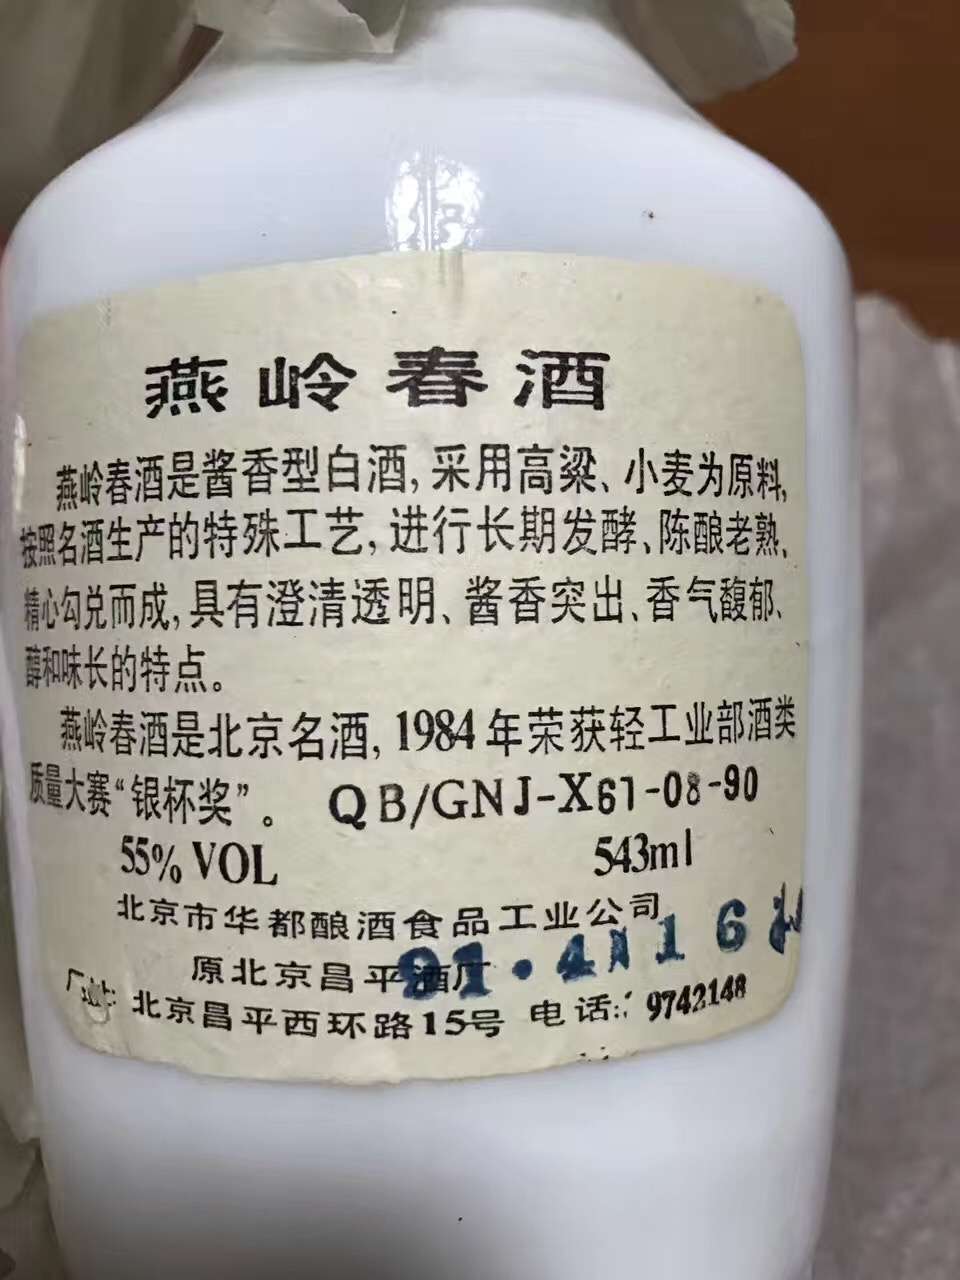 燕岭春酒
燕岭春酒是酱香型白酒,采用高粱、小麦为原料,
按照名酒生产的特殊工艺,进行长期发酵、陈酿老熟、
精心勾兑而成,具有澄清透明、酱香突出、香气馥郁、
醇和味长的特点。
燕岭春酒是北京名酒,1984年荣获轻工业部酒类
质量大赛“银杯奖”。 QB/GNJ-X61-08-90
55% VOL 543ml
北京市华都酿酒食品工业公司
原北京昌平酒厂
91·4 16
厂址: 北京昌平西环路15号 电话: 9742148